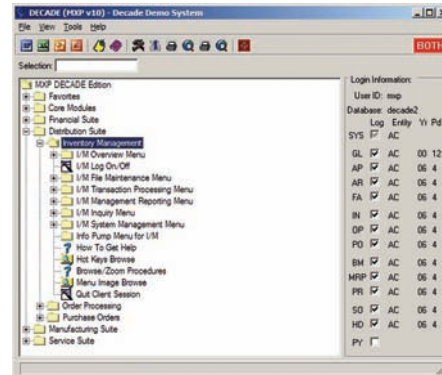 DECADE (MXP v10) - Decade Demo System
File View Tools Help
BOTH
Selection:
MXP DECADE Edition
Favorites
Core Modules
Financial Suite
Distribution Suite
Inventory Management
I/M Overview Menu
I/M Log On/Off
I/M File Maintenance Menu
I/M Transaction Processing Menu
I/M Management Reporting Menu
I/M Inquiry Menu
I/M System Management Menu
Info Pump Menu for I/M
How To Get Help
Hot Keys Browse
Browse/Zoom Procedures
Menu Image Browse
Quit Client Session
Order Processing
Purchase Orders
Manufacturing Suite
Service Suite
Login Information:
User ID: mxp
Database: decade2
Log Entity Yr Pd
SYS AC
GL AC 00 12
AP AC 06 4
AR AC 06 4
FA AC 06 4
IN AC 06 4
OP AC 06 4
PO AC 06 4
BM AC 06 4
MRP AC 06 4
PR AC 06 4
SO AC 06 4
HD AC 06 4
PY